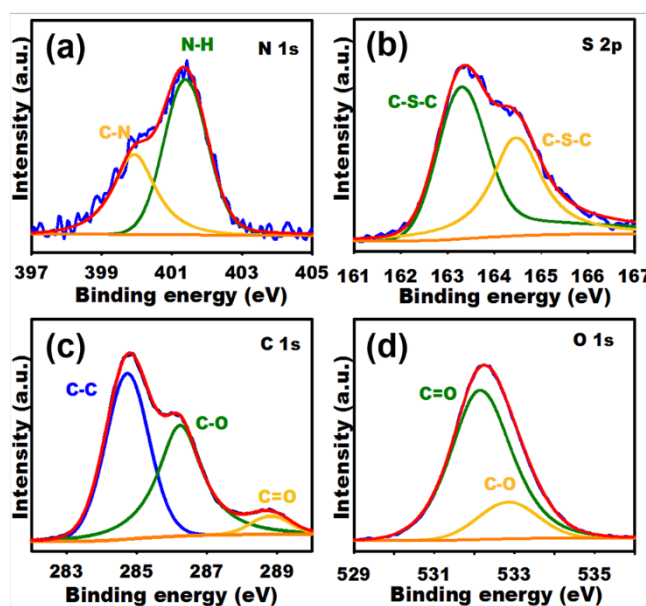 (a)
N 1s
N-H
C-N
Intensity (a.u.)
397 399 401 403 405
Binding energy (eV)
(b)
S 2p
C-S-C
C-S-C
Intensity (a.u.)
161 162 163 164 165 166 167
Binding energy (eV)
(c)
C 1s
C-C
C-O
C=O
Intensity (a.u.)
283 285 287 289
Binding energy (eV)
(d)
O 1s
C=O
C-O
Intensity (a.u.)
529 531 533 535
Binding energy (eV)